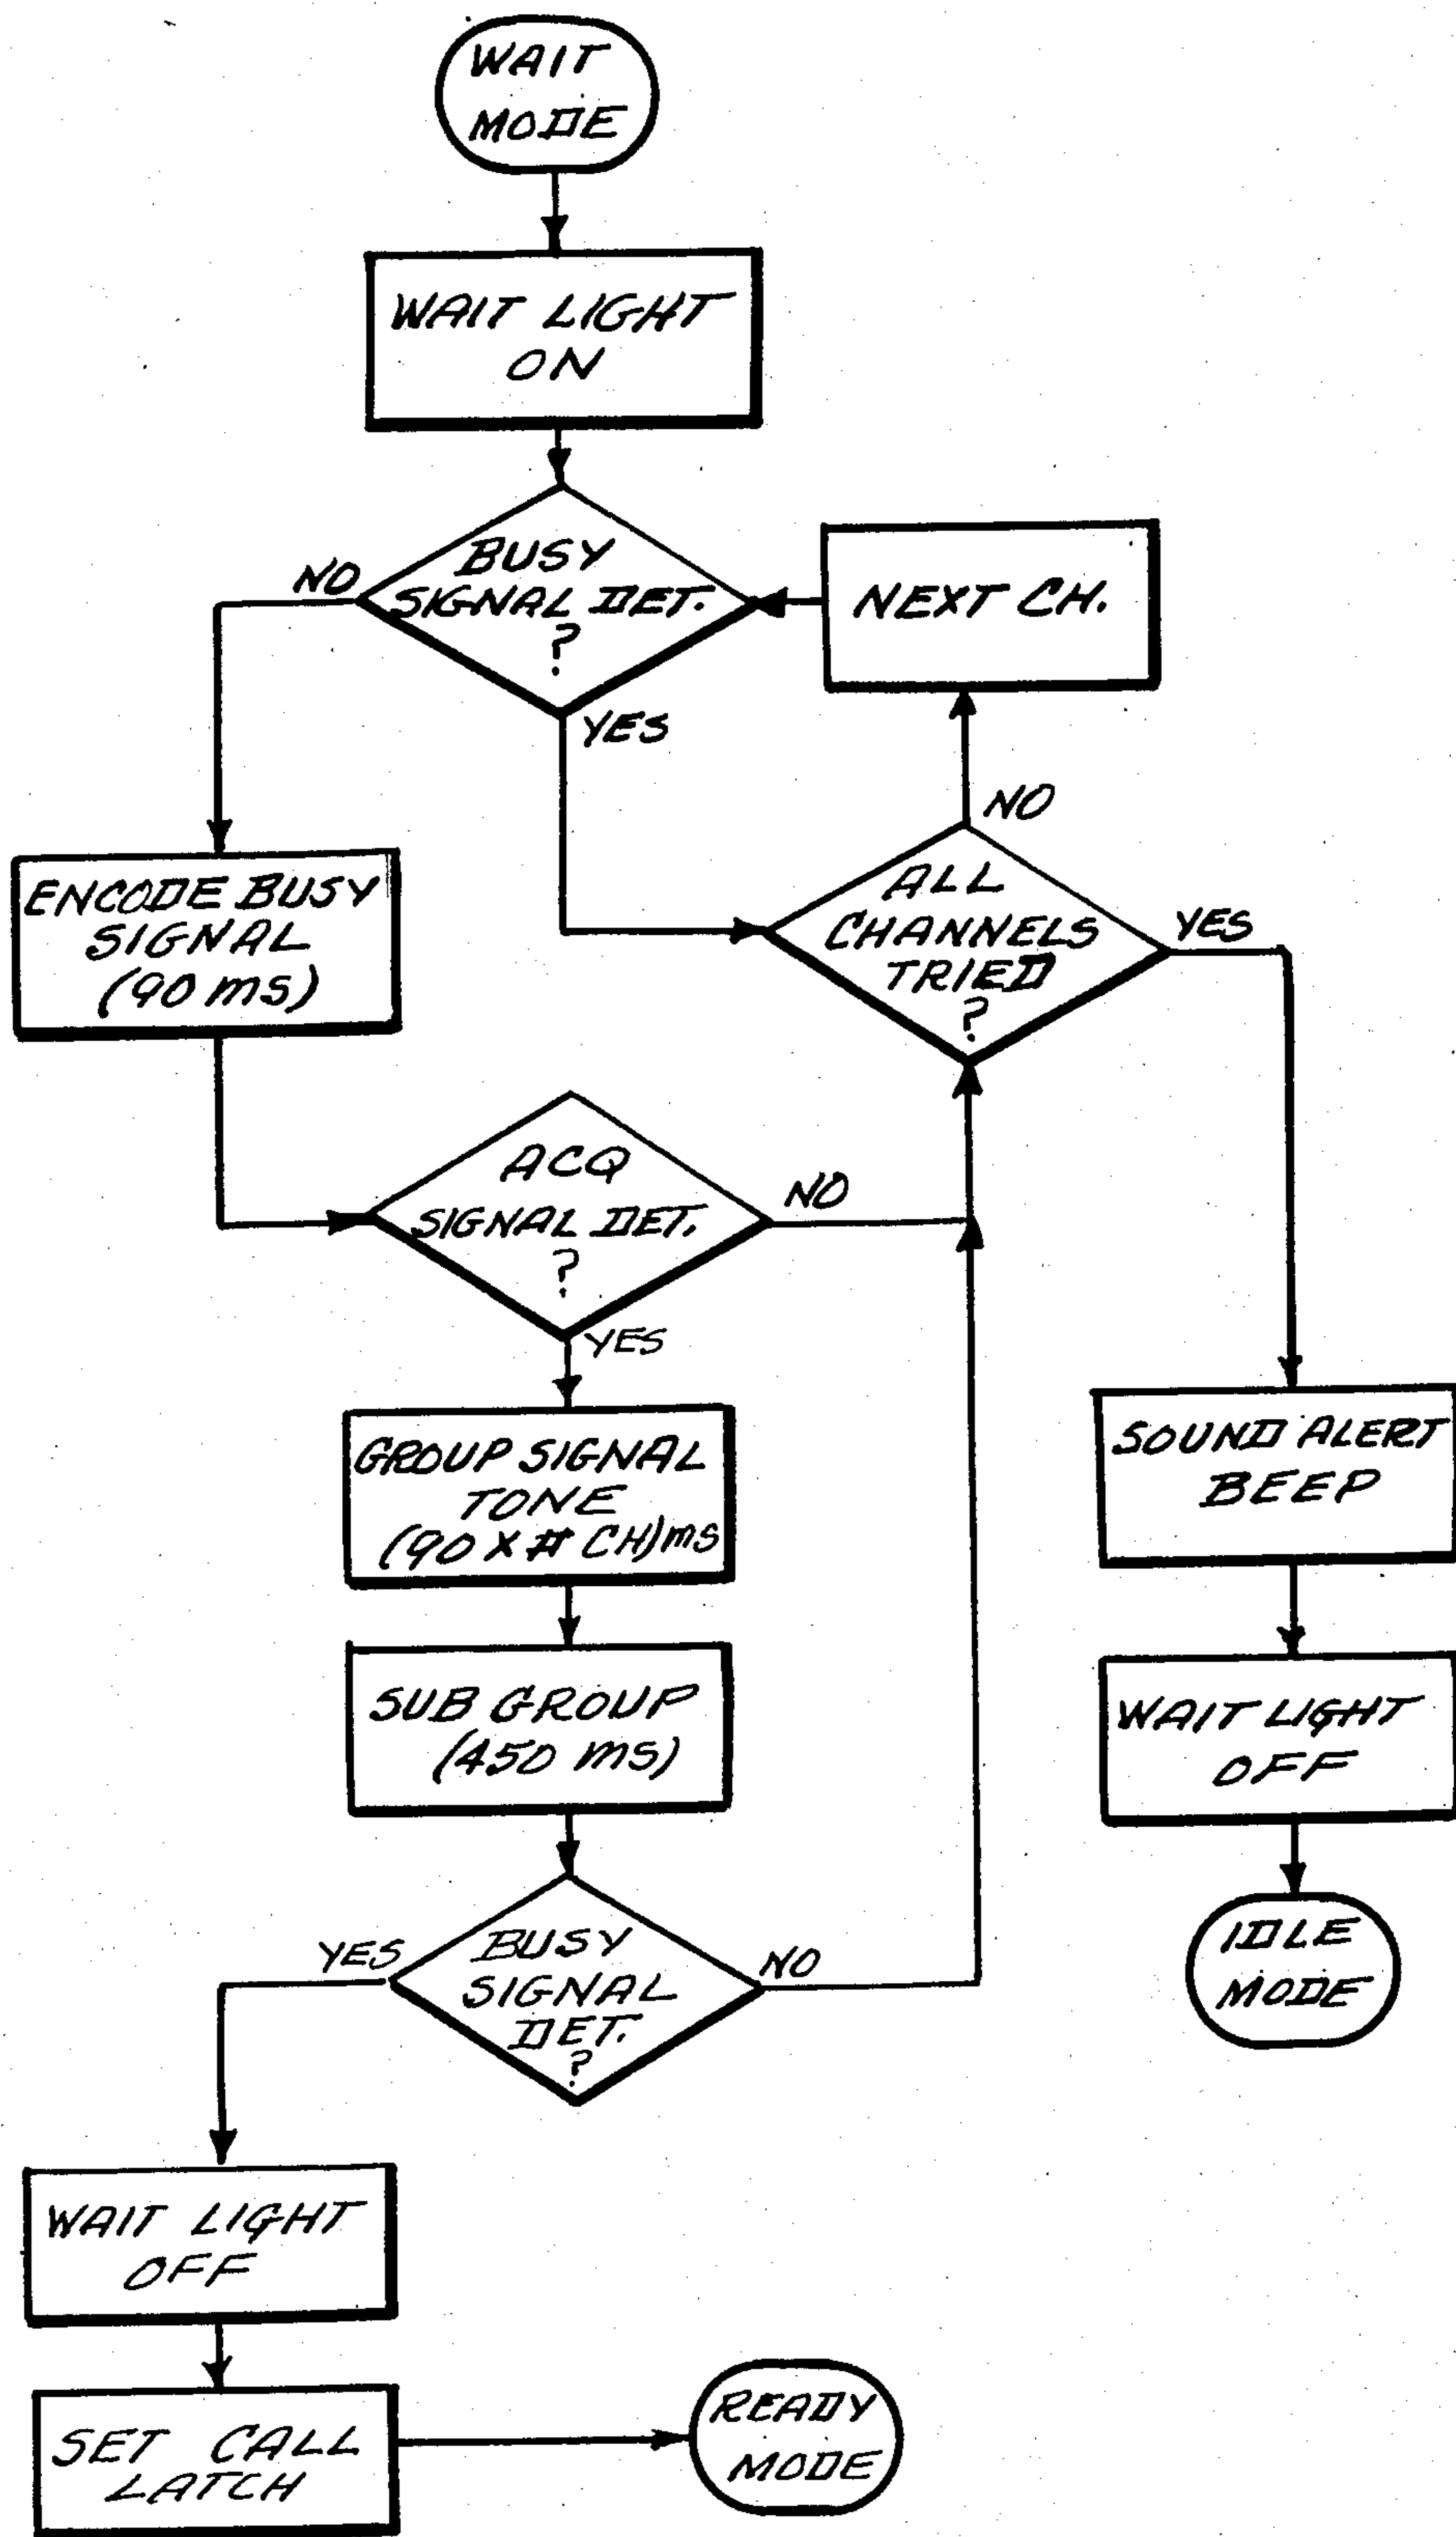 WAIT
MODE
WAIT LIGHT
ON
BUSY
SIGNAL DET.
?
NO
YES
NEXT CH.
NO
ALL
CHANNELS
TRIED
?
YES
ENCODE BUSY
SIGNAL
(90 ms)
ACQ
SIGNAL DET.
?
NO
YES
GROUP SIGNAL
TONE
(90 X # CH)ms
SUB GROUP
(450 ms)
SOUND ALERT
BEEP
WAIT LIGHT
OFF
IDLE
MODE
BUSY
SIGNAL
DET.
?
YES
NO
WAIT LIGHT
OFF
SET CALL
LATCH
READY
MODE